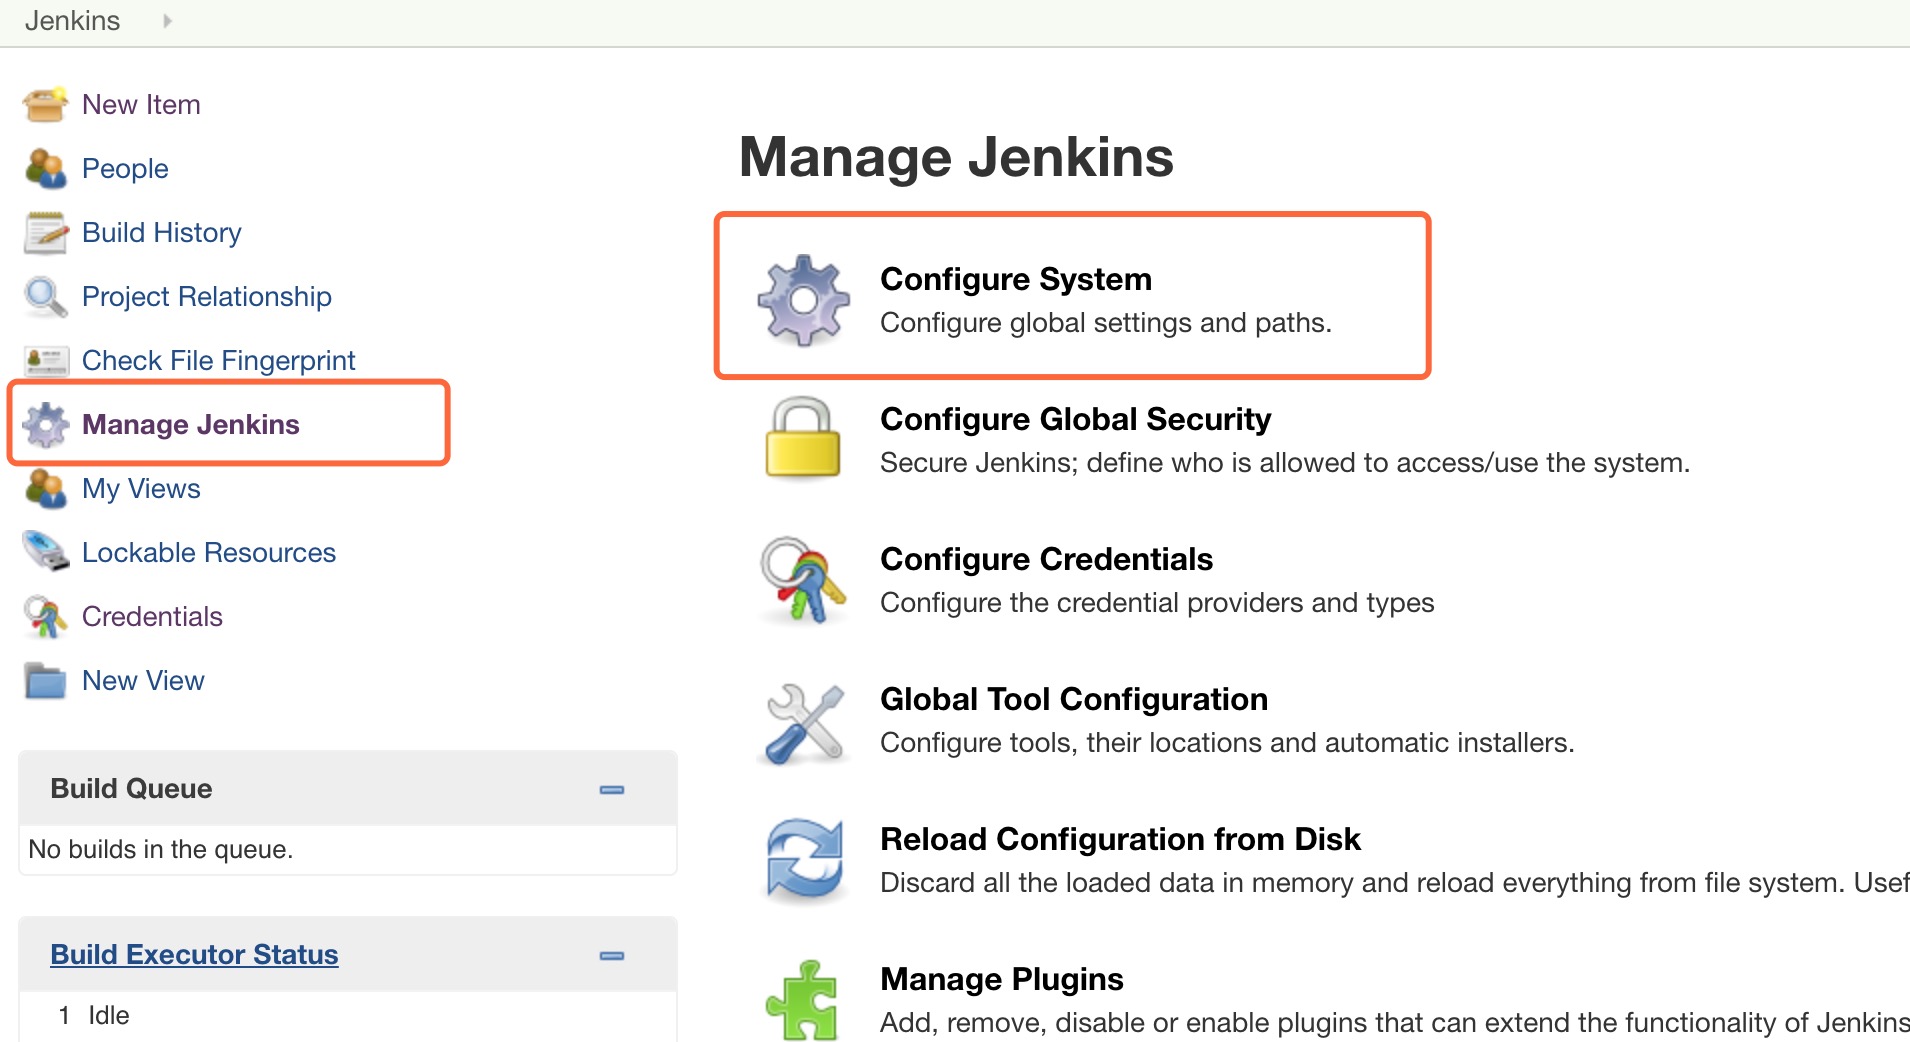 Jenkins
New Item
People
Build History
Project Relationship
Check File Fingerprint
Manage Jenkins
My Views
Lockable Resources
Credentials
New View
Build Queue
No builds in the queue.
Build Executor Status
1 Idle
Manage Jenkins
Configure System
Configure global settings and paths.
Configure Global Security
Secure Jenkins; define who is allowed to access/use the system.
Configure Credentials
Configure the credential providers and types
Global Tool Configuration
Configure tools, their locations and automatic installers.
Reload Configuration from Disk
Discard all the loaded data in memory and reload everything from file system. Usef
Manage Plugins
Add, remove, disable or enable plugins that can extend the functionality of Jenkins